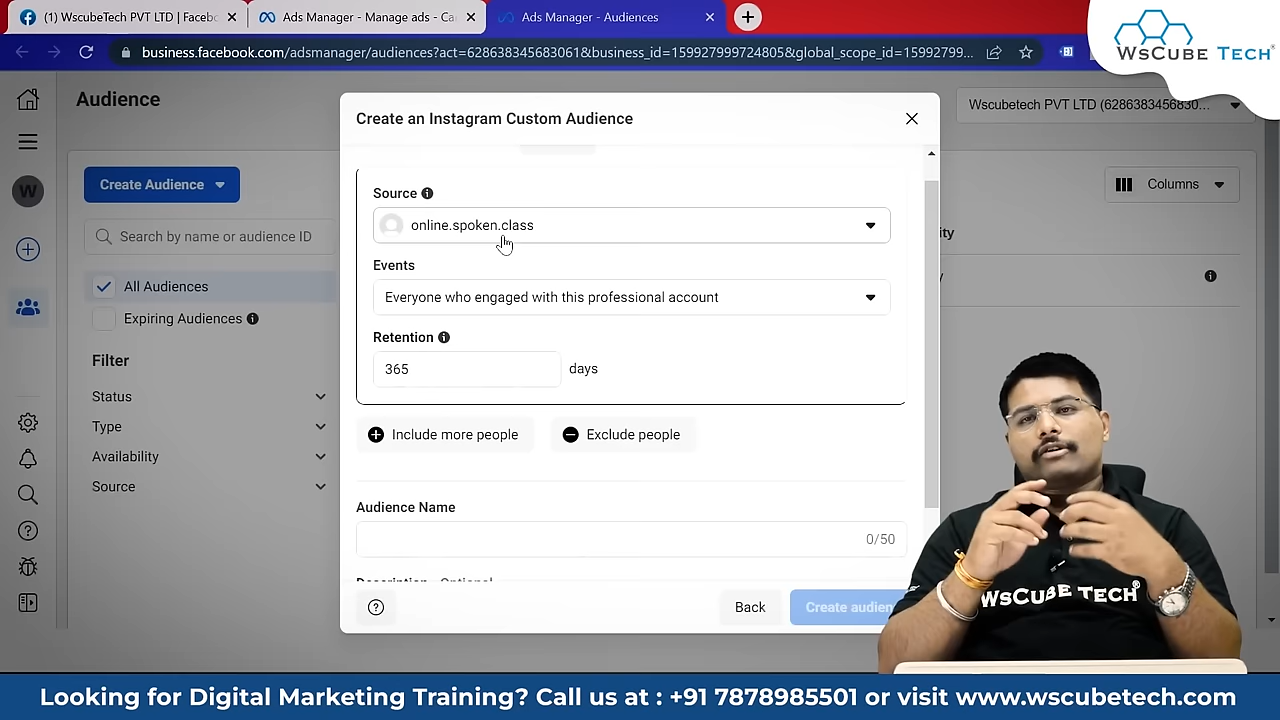 (1) WscubeTech PVT LTD | Faceb
Ads Manager - Manage ads - Ca
Ads Manager - Audiences
business.facebook.com/adsmanager/audiences?act=628638345683061&business_id=159927999724805&global_scope_id=15992799...
WsCube Tech®
Audience
Create an Instagram Custom Audience
Wscubetech PVT LTD (6286383456830...
Create Audience
Source
Columns
W
online.spoken.class
Search by name or audience ID
Events
All Audiences
Everyone who engaged with this professional account
Expiring Audiences
Retention
Filter
365 days
Status
Type
Include more people
Exclude people
Availability
Source
Audience Name
0/50
Description · Optional
Back
Create audien
WsCube Tech®
Looking for Digital Marketing Training? Call us at : +91 7878985501 or visit www.wscubetech.com